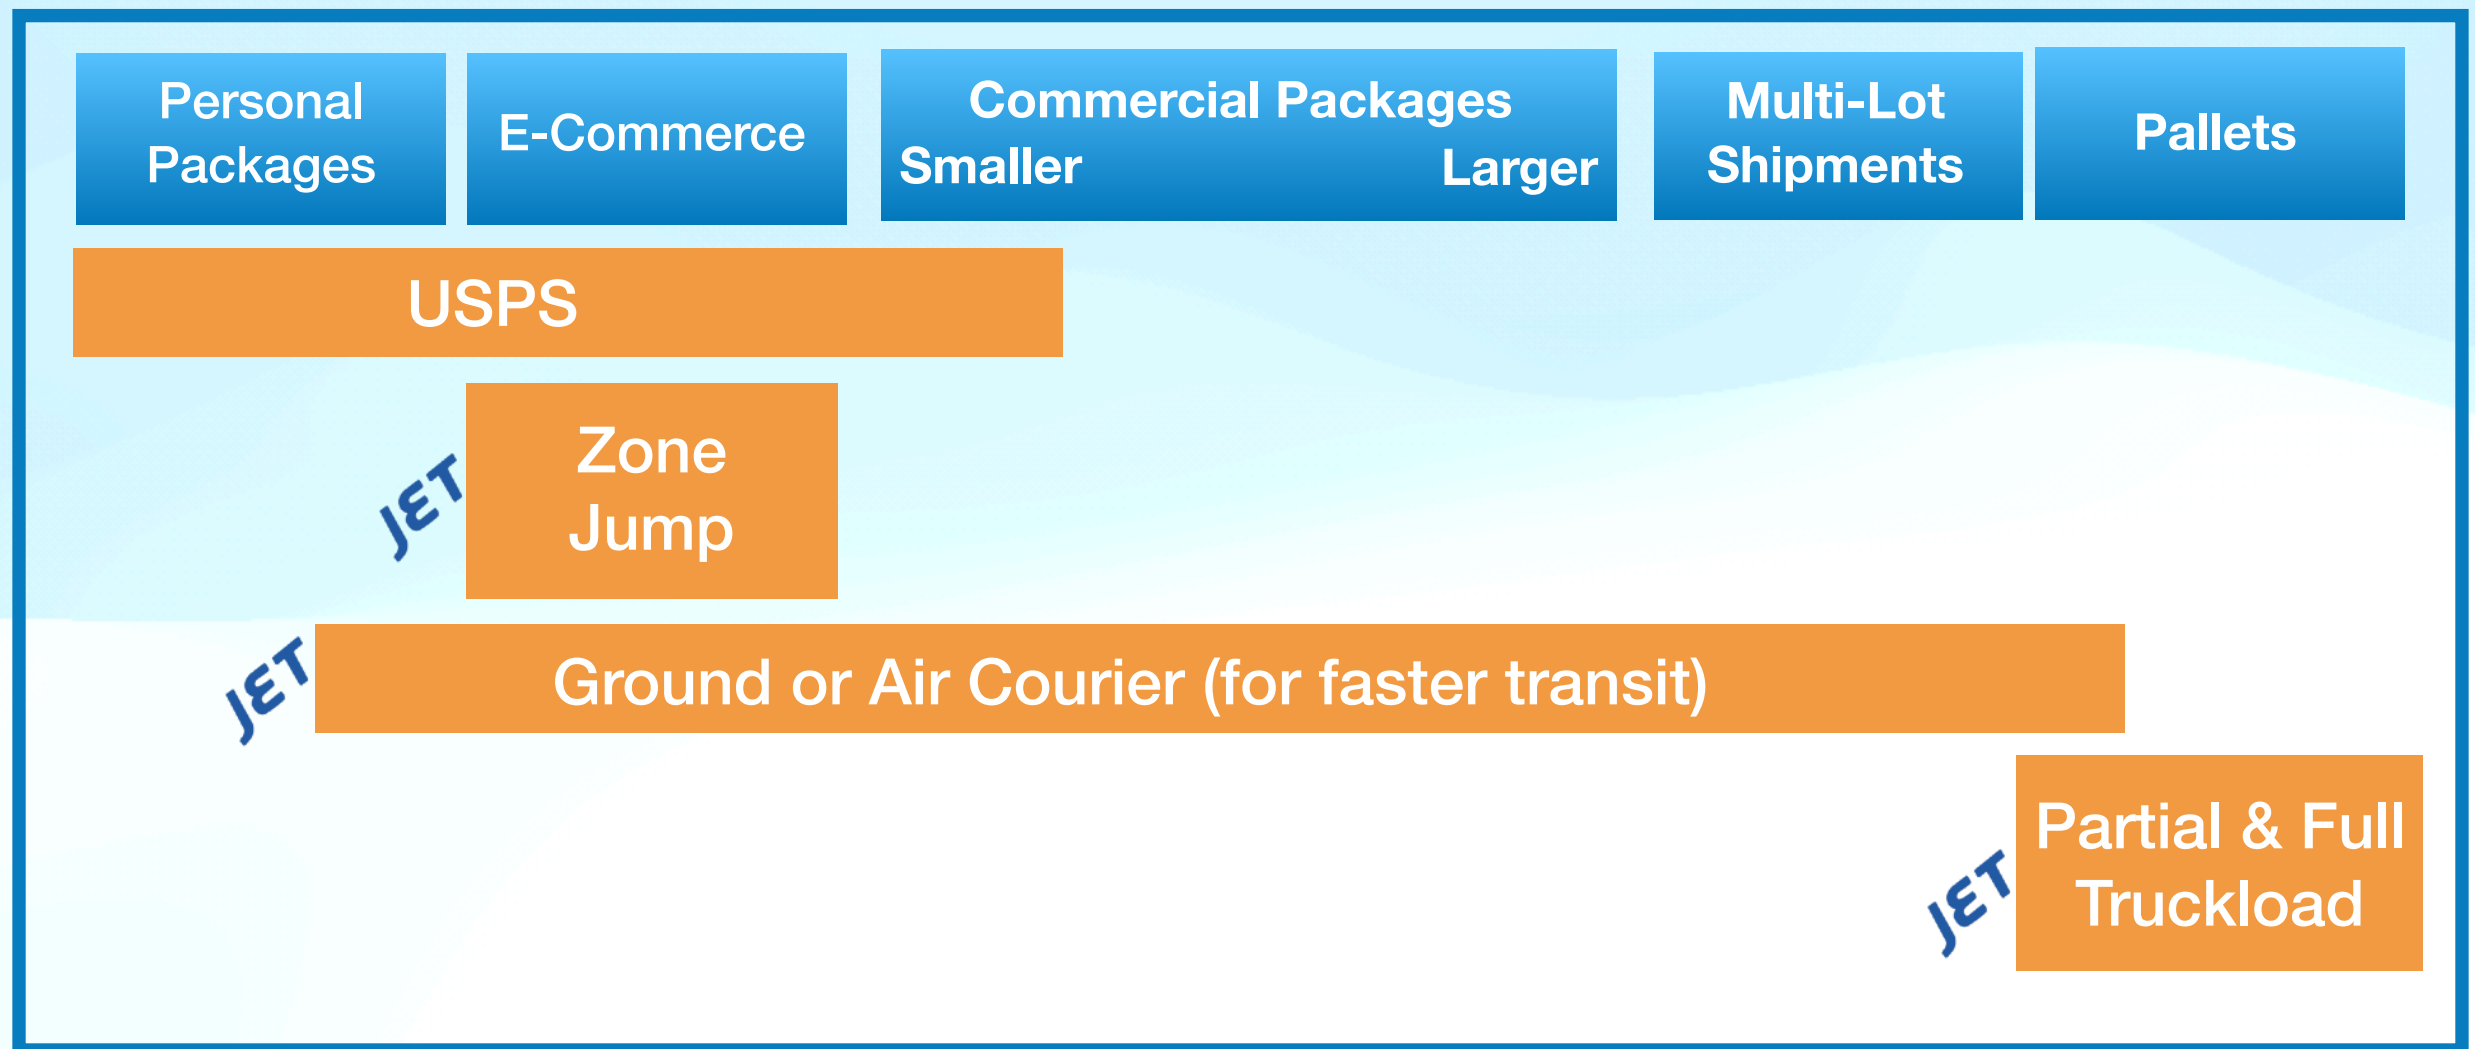 Personal
Packages
E-Commerce
Commercial Packages
Smaller Larger
Multi-Lot
Shipments
Pallets
USPS
JET
Zone
Jump
JET
Ground or Air Courier (for faster transit)
JET
Partial & Full
Truckload